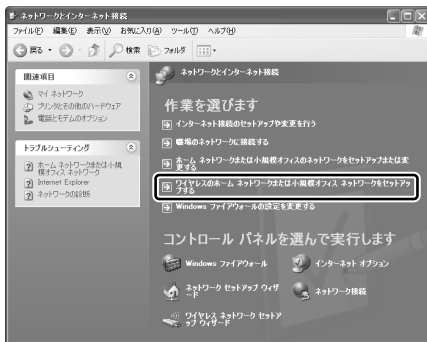 ネットワークとインターネット接続
ファイル(F) 編集(E) 表示(V) お気に入り(A) ツール(T) ヘルプ(H)
戻る 検索 フォルダ
関連項目
マイ ネットワーク
プリンタとその他のハードウェア
電話とモデムのオプション
トラブルシューティング
ホーム ネットワークまたは小規
模オフィス ネットワーク
Internet Explorer
ネットワークの診断
ネットワークとインターネット接続
作業を選びます
インターネット接続のセットアップや変更を行う
職場のネットワークに接続する
ホーム ネットワークまたは小規模オフィスのネットワークをセットアップまたは変
更する
ワイヤレスのホーム ネットワークまたは小規模オフィス ネットワークをセットアッ
プする
Windows ファイアウォールの設定を変更する
コントロール パネルを選んで実行します
Windows ファイアウォール
インターネット オプション
ネットワーク セットアップ ウィザ
ード
ネットワーク接続
ワイヤレス ネットワーク セットア
ップ ウィザード